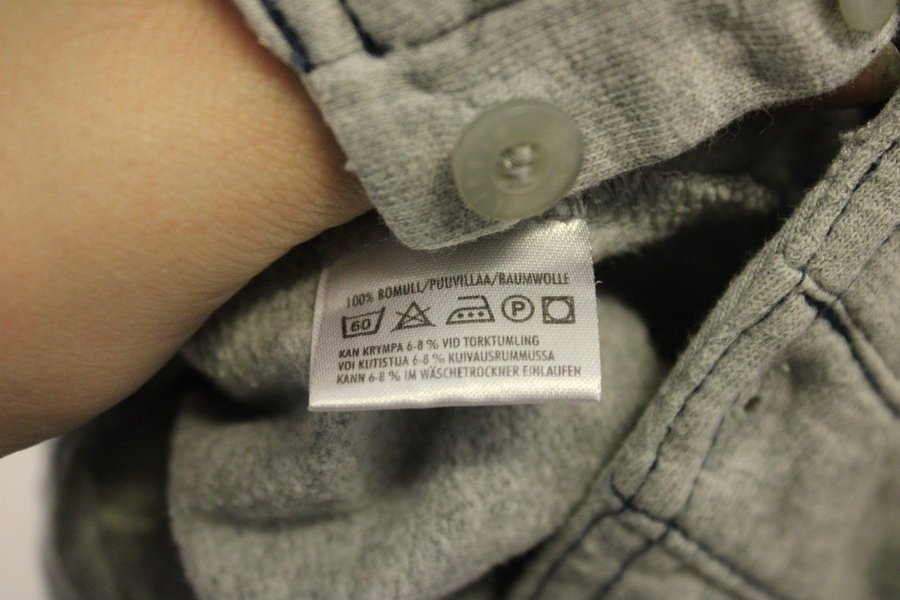 100% BOMULL/PUUVILLAA/BAUMWOLLE
60 P
KAN KRYMPA 6-8 % VID TORKTUMLING
VOI KUTISTUA 6-8 % KUIVAUSRUMMUSSA
KANN 6-8 % IM WÄSCHETROCKNER EINLAUFEN